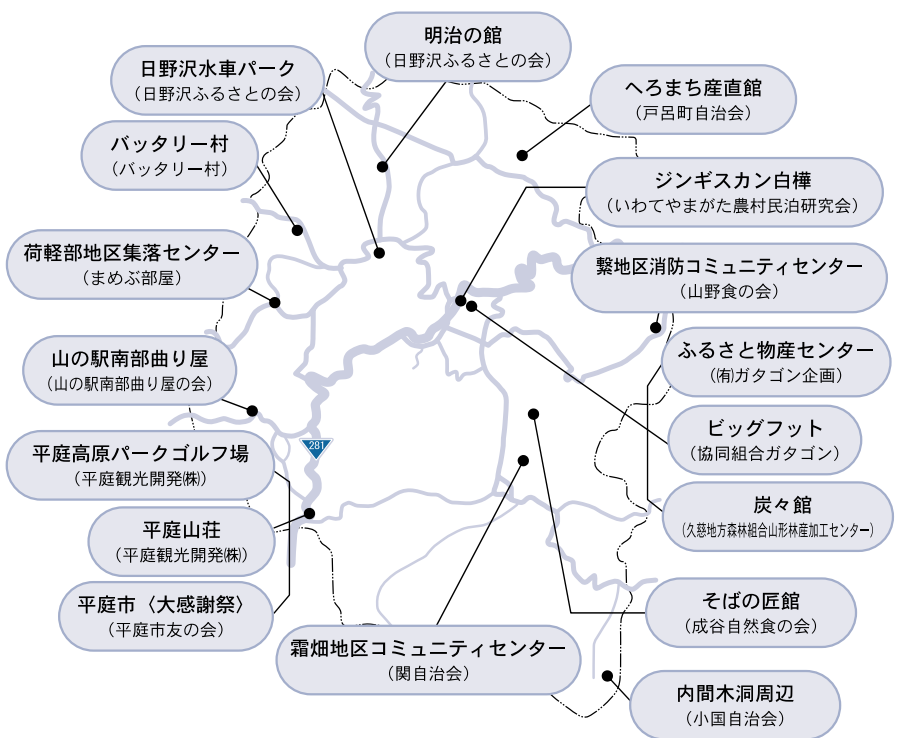 明治の館
（日野沢ふるさとの会）
日野沢水車パーク
（日野沢ふるさとの会）
へろまち産直館
（戸呂町自治会）
バッタリー村
（バッタリー村）
ジンギスカン白樺
（いわてやまがた農村民泊研究会）
荷軽部地区集落センター
（まめぶ部屋）
繋地区消防コミュニティセンター
（山野食の会）
山の駅南部曲り屋
（山の駅南部曲り屋の会）
ふるさと物産センター
（㈲ガタゴン企画）
ビッグフット
（協同組合ガタゴン）
平庭高原パークゴルフ場
（平庭観光開発㈱）
281
炭々館
（久慈地方森林組合山形林産加工センター）
平庭山荘
（平庭観光開発㈱）
平庭市〈大感謝祭〉
（平庭市友の会）
そばの匠館
（成谷自然食の会）
霜畑地区コミュニティセンター
（関自治会）
内間木洞周辺
（小国自治会）